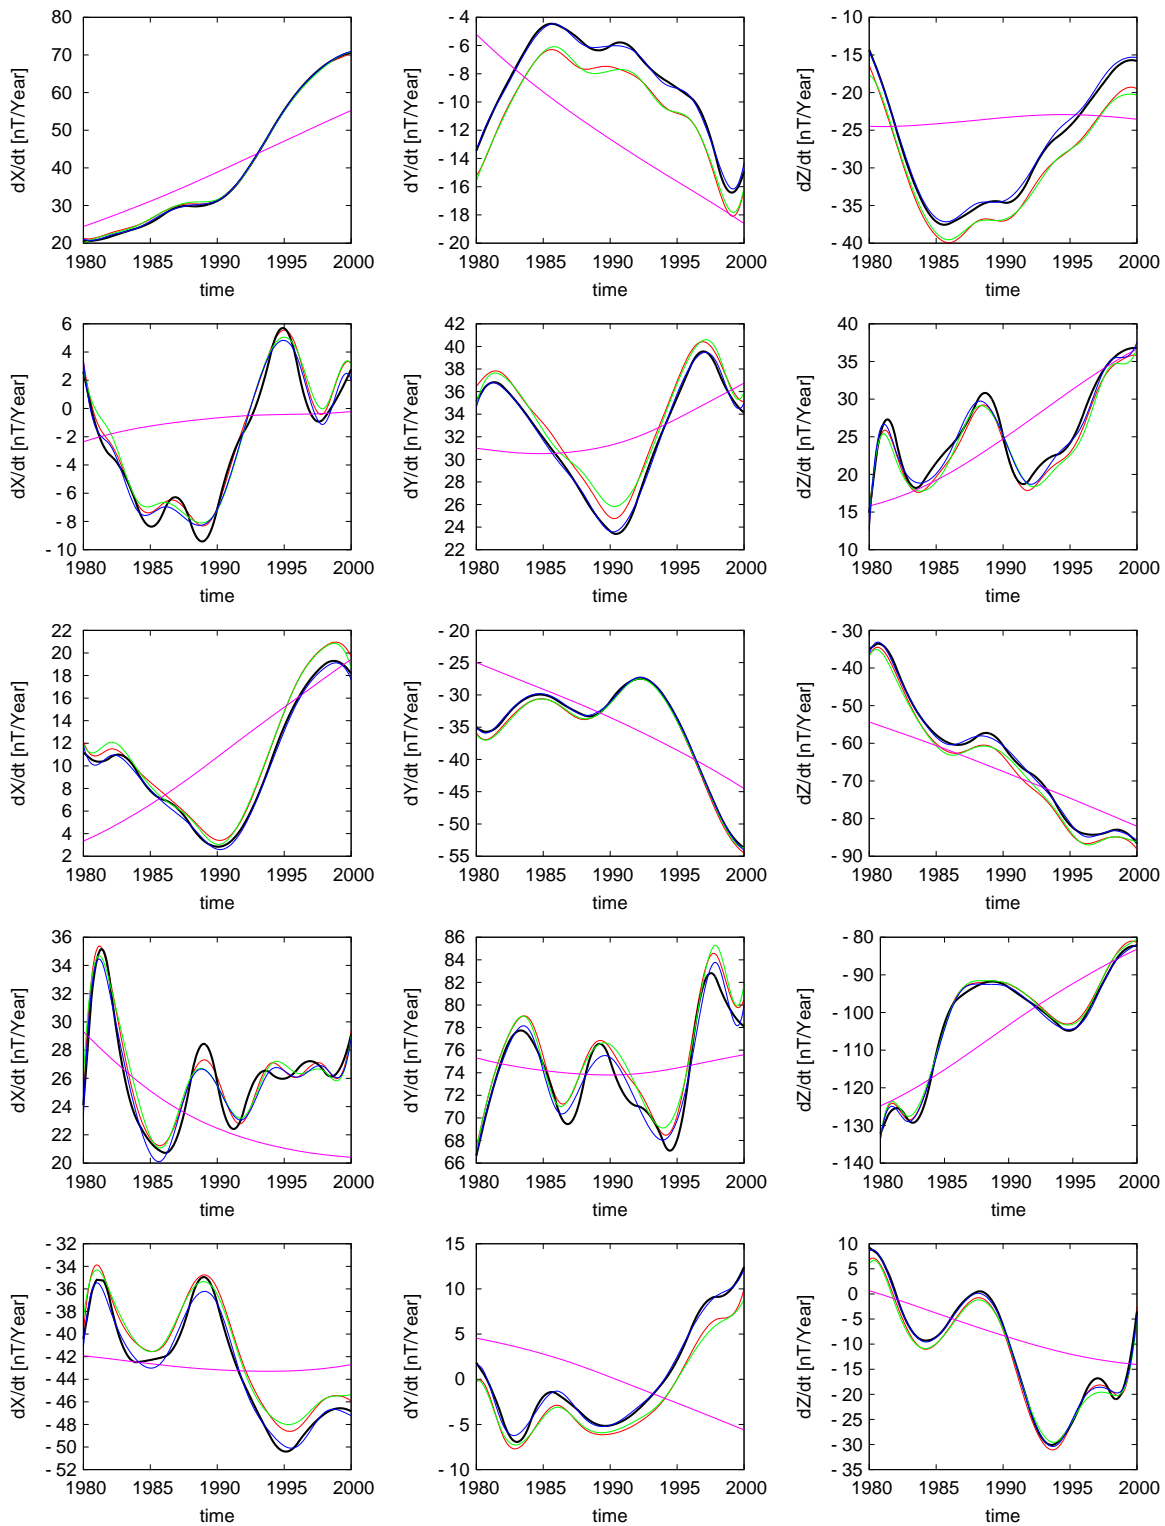 80
70
60
50
40
30
20
dX/dt [nT/Year]
1980 1985 1990 1995 2000
time
- 4
- 6
- 8
- 10
- 12
- 14
- 16
- 18
- 20
dY/dt [nT/Year]
1980 1985 1990 1995 2000
time
- 10
- 15
- 20
- 25
- 30
- 35
- 40
dZ/dt [nT/Year]
1980 1985 1990 1995 2000
time
6
4
2
0
- 2
- 4
- 6
- 8
- 10
dX/dt [nT/Year]
1980 1985 1990 1995 2000
time
42
40
38
36
34
32
30
28
26
24
22
dY/dt [nT/Year]
1980 1985 1990 1995 2000
time
40
35
30
25
20
15
10
dZ/dt [nT/Year]
1980 1985 1990 1995 2000
time
22
20
18
16
14
12
10
8
6
4
2
dX/dt [nT/Year]
1980 1985 1990 1995 2000
time
- 20
- 25
- 30
- 35
- 40
- 45
- 50
- 55
dY/dt [nT/Year]
1980 1985 1990 1995 2000
time
- 30
- 40
- 50
- 60
- 70
- 80
- 90
dZ/dt [nT/Year]
1980 1985 1990 1995 2000
time
36
34
32
30
28
26
24
22
20
dX/dt [nT/Year]
1980 1985 1990 1995 2000
time
86
84
82
80
78
76
74
72
70
68
66
dY/dt [nT/Year]
1980 1985 1990 1995 2000
time
- 80
- 90
- 100
- 110
- 120
- 130
- 140
dZ/dt [nT/Year]
1980 1985 1990 1995 2000
time
- 32
- 34
- 36
- 38
- 40
- 42
- 44
- 46
- 48
- 50
- 52
dX/dt [nT/Year]
1980 1985 1990 1995 2000
time
15
10
5
0
- 5
- 10
dY/dt [nT/Year]
1980 1985 1990 1995 2000
time
10
5
0
- 5
- 10
- 15
- 20
- 25
- 30
- 35
dZ/dt [nT/Year]
1980 1985 1990 1995 2000
time